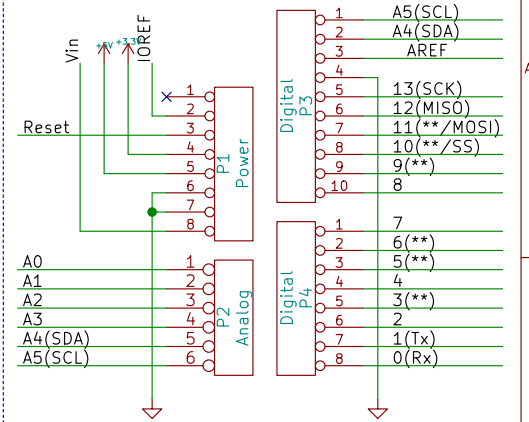 Vin
+5V
+3.3V
IOREF
1
2
Reset
3
4
5
6
7
8
P1
Power
A0
1
A1
2
A2
3
A3
4
A4(SDA)
5
A5(SCL)
6
P2
Analog
Digital
P3
1
A5(SCL)
2
A4(SDA)
3
AREF
4
5
13(SCK)
6
12(MISO)
7
11(**/MOSI)
8
10(**/SS)
9
9(**)
10
8
Digital
P4
1
7
2
6(**)
3
5(**)
4
4
5
3(**)
6
2
7
1(Tx)
8
0(Rx)